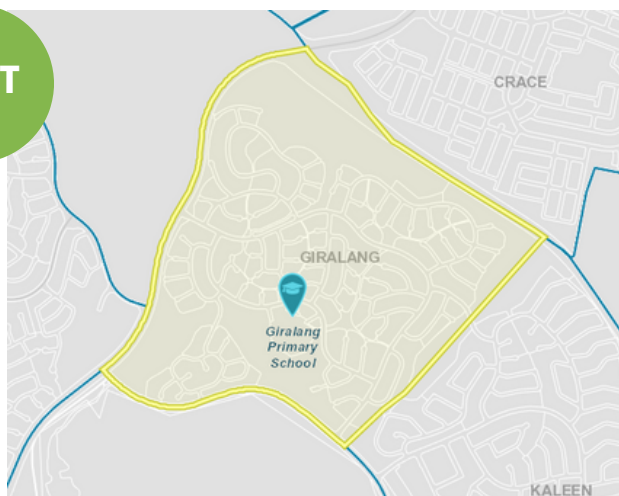 T
CRACE
GIRALANG
Giralang
Primary
School
KALEEN